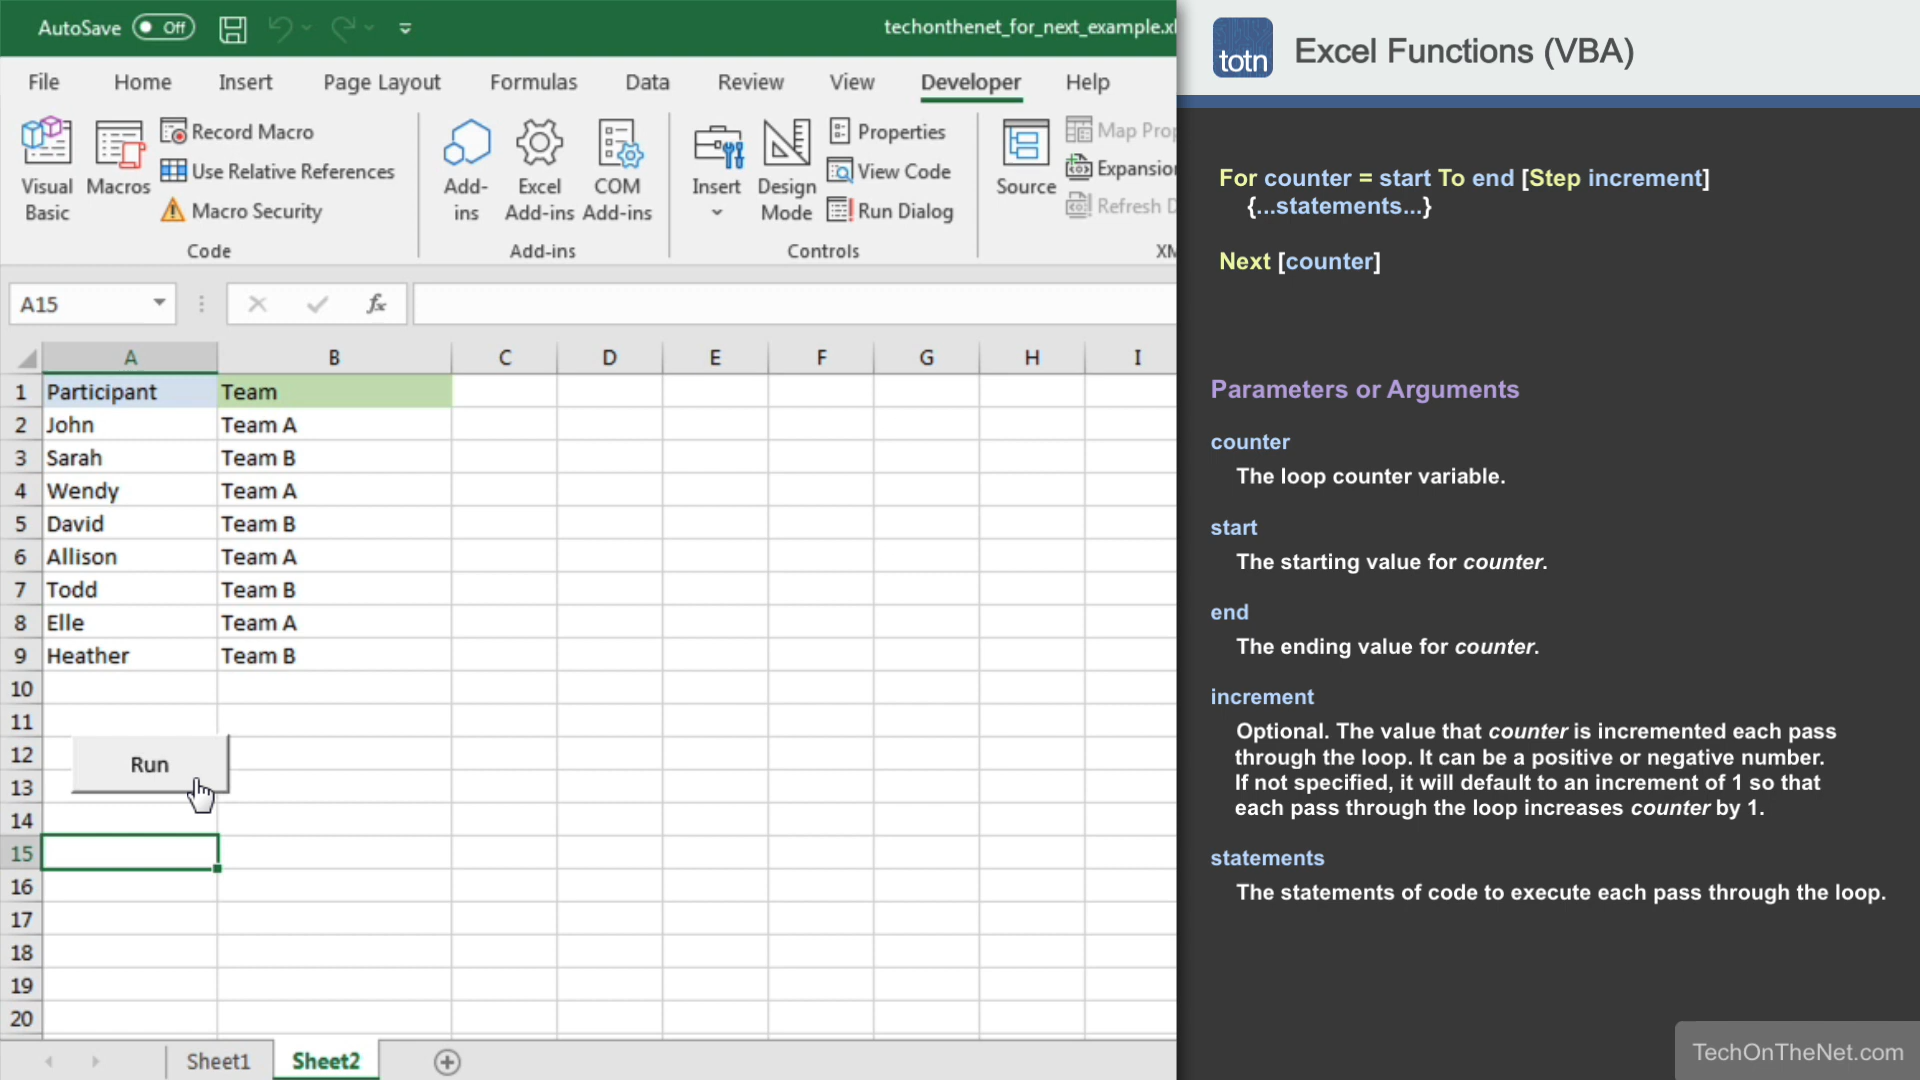 AutoSave Off techonthenet_for_next_example.xl
File Home Insert Page Layout Formulas Data Review View Developer Help
Visual Basic
Macros
Record Macro
Use Relative References
Macro Security
Code
Add-ins
Excel Add-ins
COM Add-ins
Add-ins
Insert
Design Mode
Properties
View Code
Run Dialog
Controls
Source
Map Prop
Expansion
Refresh D
XM
A15 fx
A B C D E F G H I
1 Participant Team
2 John Team A
3 Sarah Team B
4 Wendy Team A
5 David Team B
6 Allison Team A
7 Todd Team B
8 Elle Team A
9 Heather Team B
10
11
12
Run
13
14
15
16
17
18
19
20
Sheet1 Sheet2
totn Excel Functions (VBA)
For counter = start To end [Step increment]
{...statements...}
Next [counter]
Parameters or Arguments
counter
The loop counter variable.
start
The starting value for counter.
end
The ending value for counter.
increment
Optional. The value that counter is incremented each pass
through the loop. It can be a positive or negative number.
If not specified, it will default to an increment of 1 so that
each pass through the loop increases counter by 1.
statements
The statements of code to execute each pass through the loop.
TechOnTheNet.com